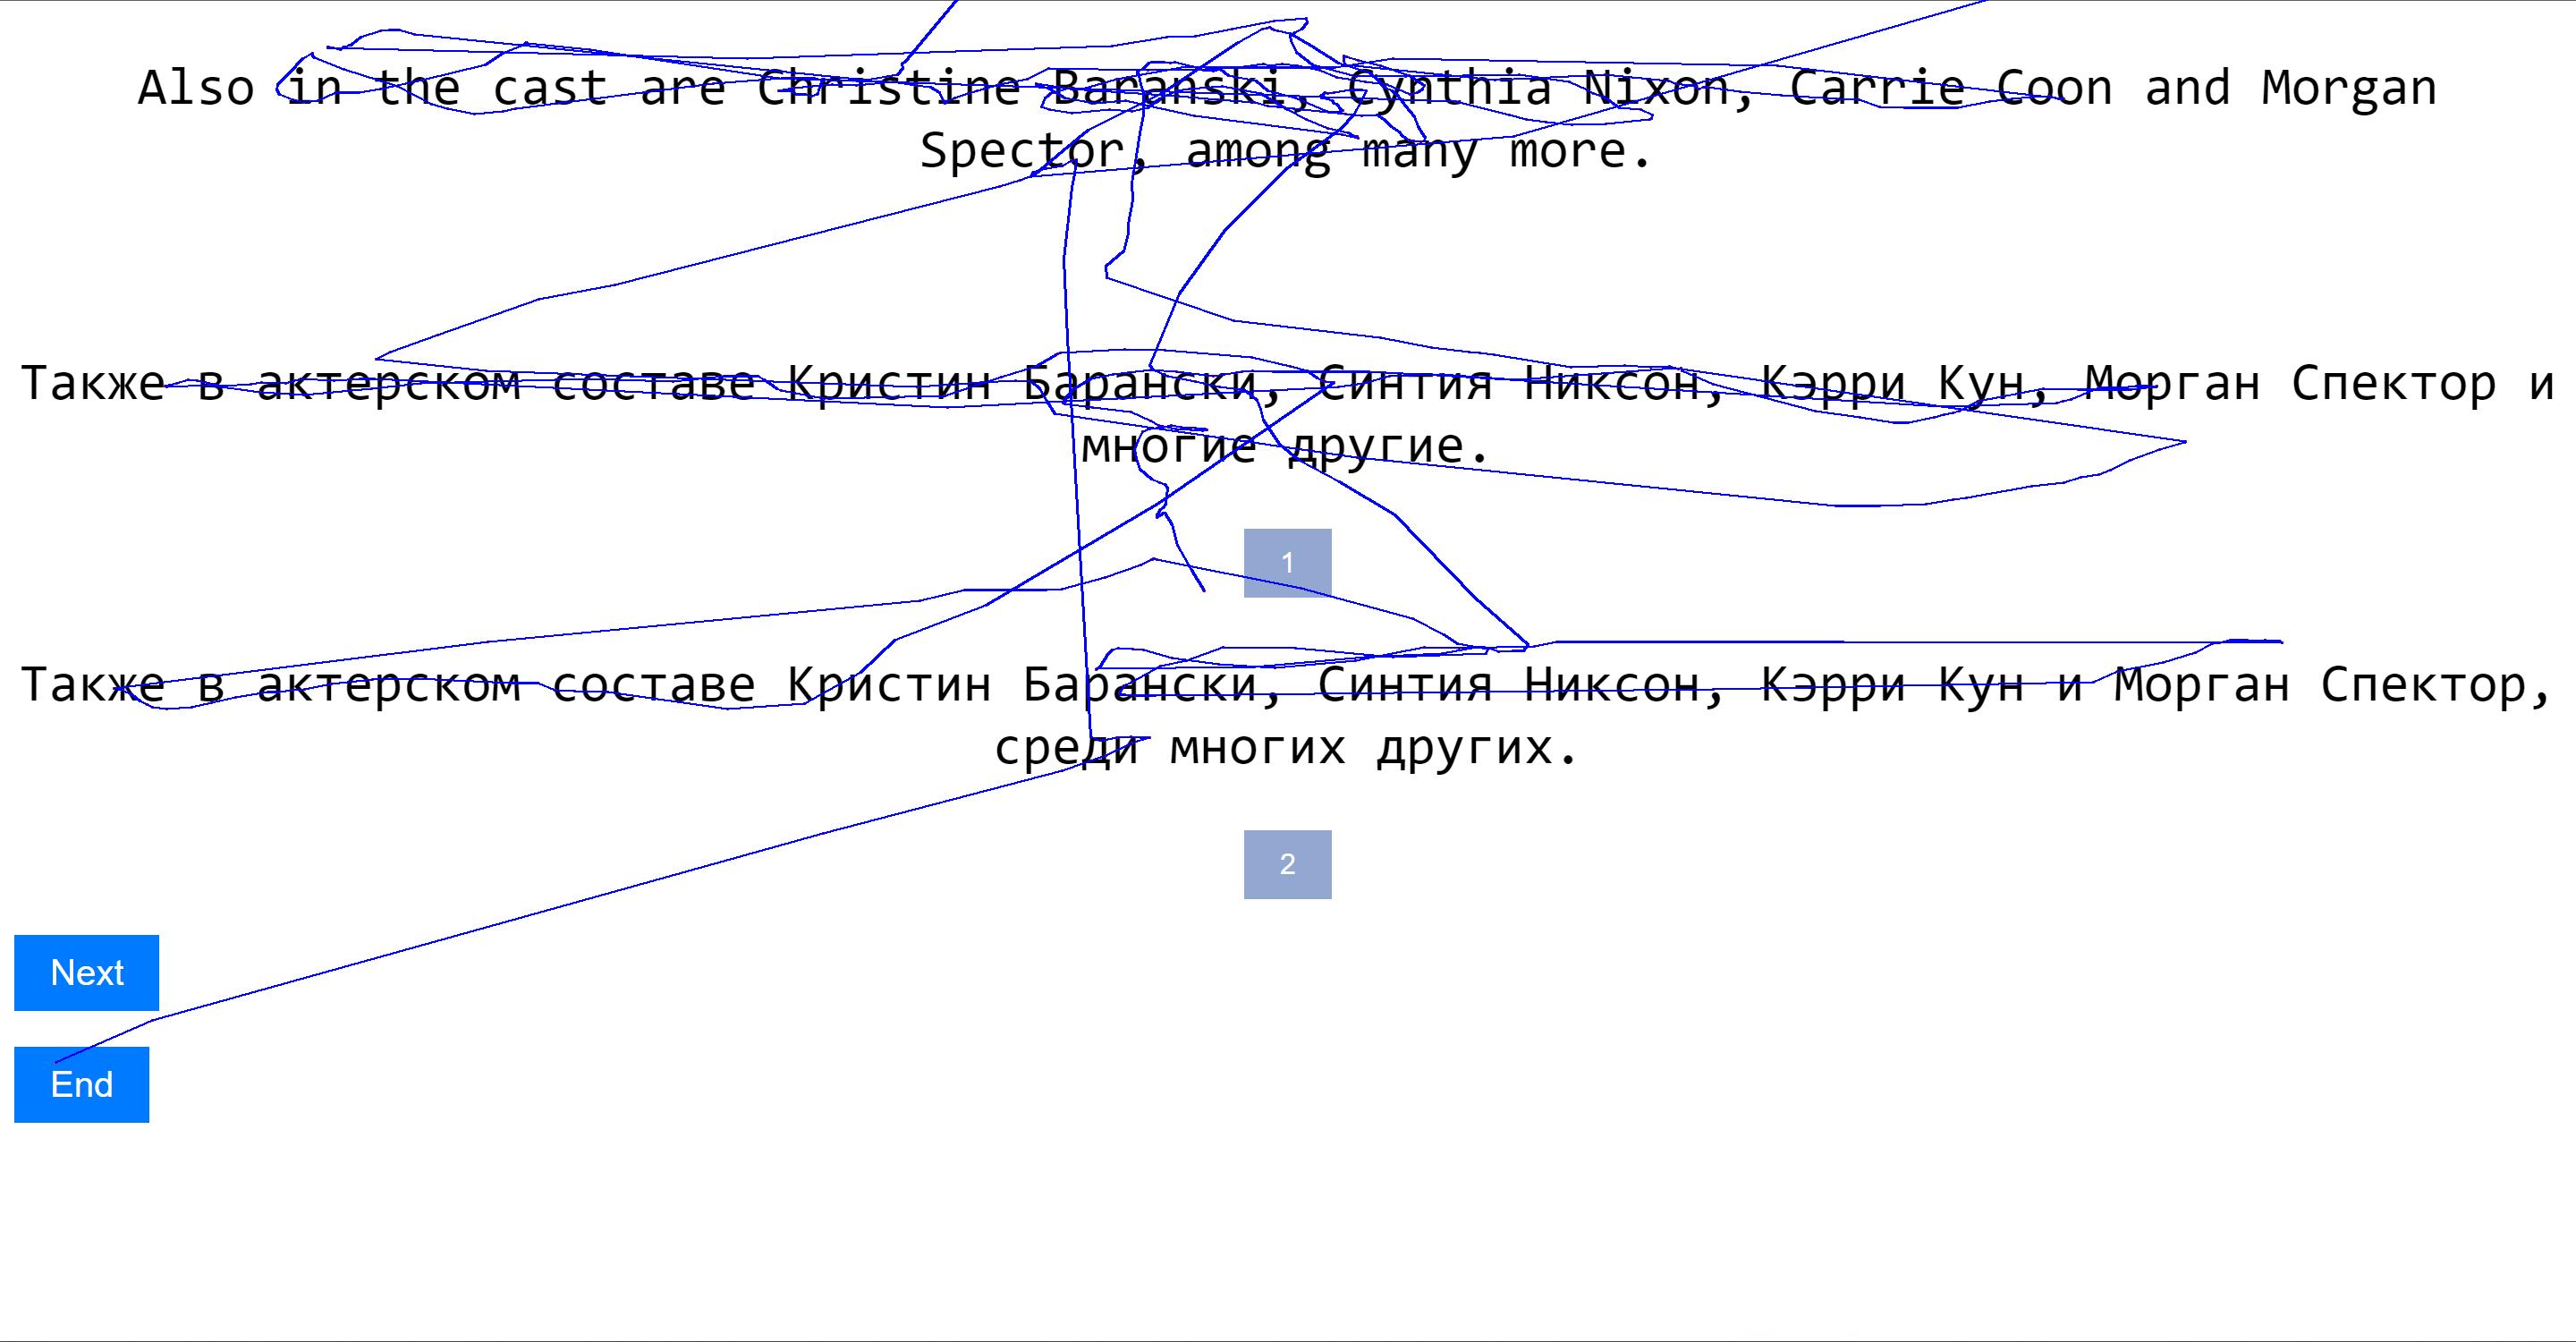 Also in the cast are Christine Baranski, Cynthia Nixon, Carrie Coon and Morgan
Spector, among many more.
Также в актерском составе Кристин Барански, Синтия Никсон, Кэрри Кун, Морган Спектор и
многие другие.
1
Также в актерском составе Кристин Барански, Синтия Никсон, Кэрри Кун и Морган Спектор,
среди многих других.
2
Next
End